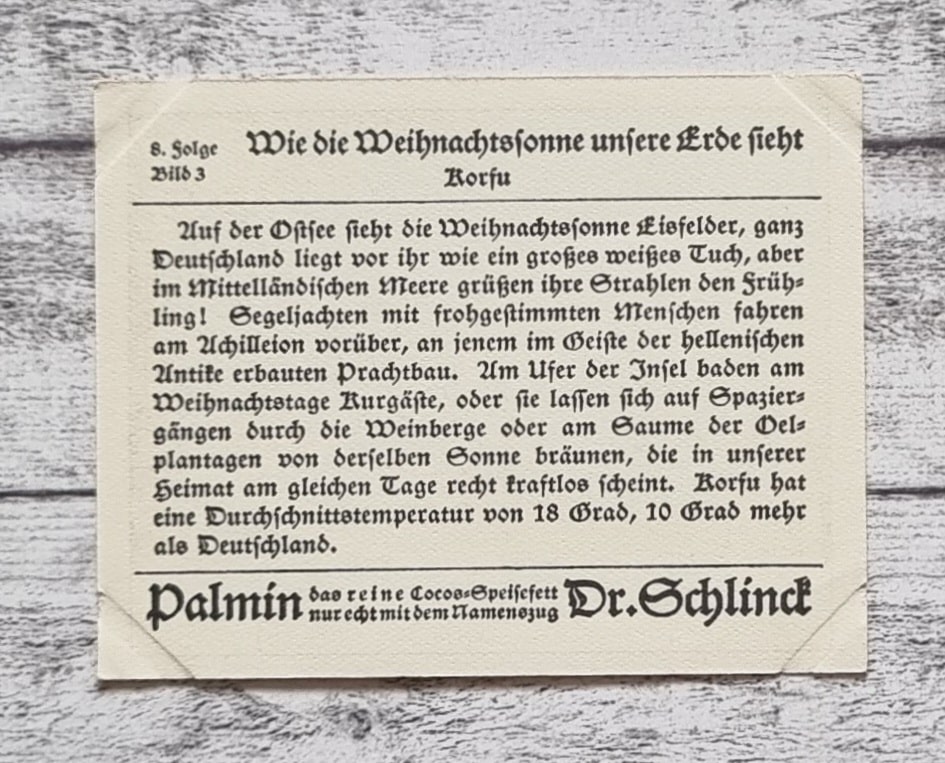 8. Folge
Bild 3
Wie die Weihnachtssonne unsere Erde sieht
Korfu
Auf der Ostsee sieht die Weihnachtssonne Eisfelder, ganz
Deutschland liegt vor ihr wie ein großes weißes Tuch, aber
im Mittelländischen Meere grüßen ihre Strahlen den Früh-
ling! Segeljachten mit frohgestimmten Menschen fahren
am Achilleion vorüber, an jenem im Geiste der hellenischen
Antike erbauten Prachtbau. Am Ufer der Insel baden am
Weihnachtstage Kurgäste, oder sie lassen sich auf Spazier-
gängen durch die Weinberge oder am Saume der Oel-
plantagen von derselben Sonne bräunen, die in unserer
Heimat am gleichen Tage recht kraftlos scheint. Korfu hat
eine Durchschnittstemperatur von 18 Grad, 10 Grad mehr
als Deutschland.
Palmin das reine Cocos-Speisefett
nur echt mit dem Namenszug Dr. Schlinck